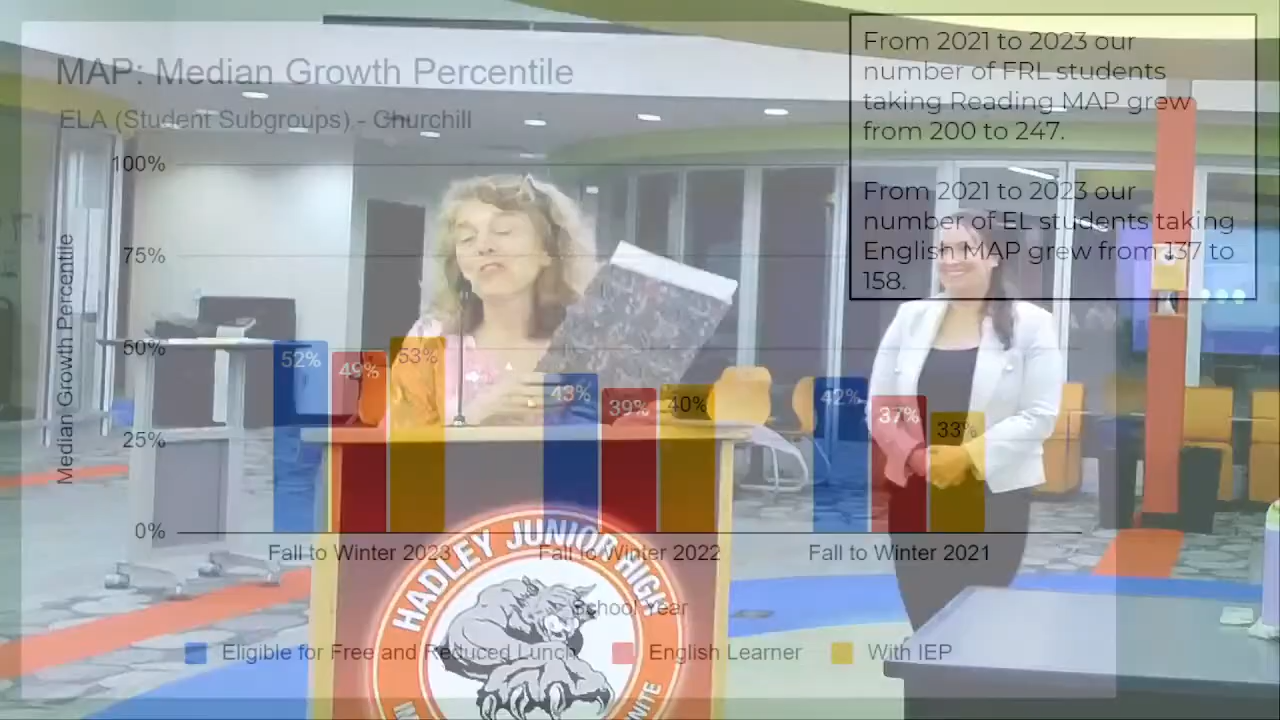 MAP: Median Growth Percentile
ELA (Student Subgroups) - Churchill
From 2021 to 2023 our
number of FRL students
taking Reading MAP grew
from 200 to 247.
From 2021 to 2023 our
number of EL students taking
English MAP grew from 137 to
158.
Median Growth Percentile
100%
75%
50%
25%
0%
52%
49%
53%
43%
39%
40%
42%
37%
33%
Fall to Winter 2023
Fall to Winter 2022
Fall to Winter 2021
School Year
Eligible for Free and Reduced Lunch
English Learner
With IEP
HADLEY JUNIOR HIGH